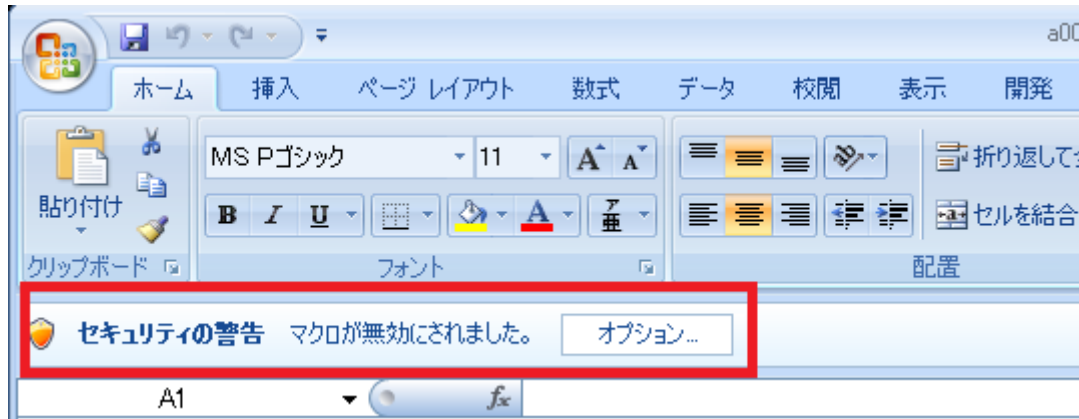 a00
ホーム 挿入 ページ レイアウト 数式 データ 校閲 表示 開発
MS Pゴシック 11 A A
折り返して
貼り付け
B I U A ア亜
セルを結合
クリップボード フォント 配置
セキュリティの警告 マクロが無効にされました。 オプション...
A1 fx